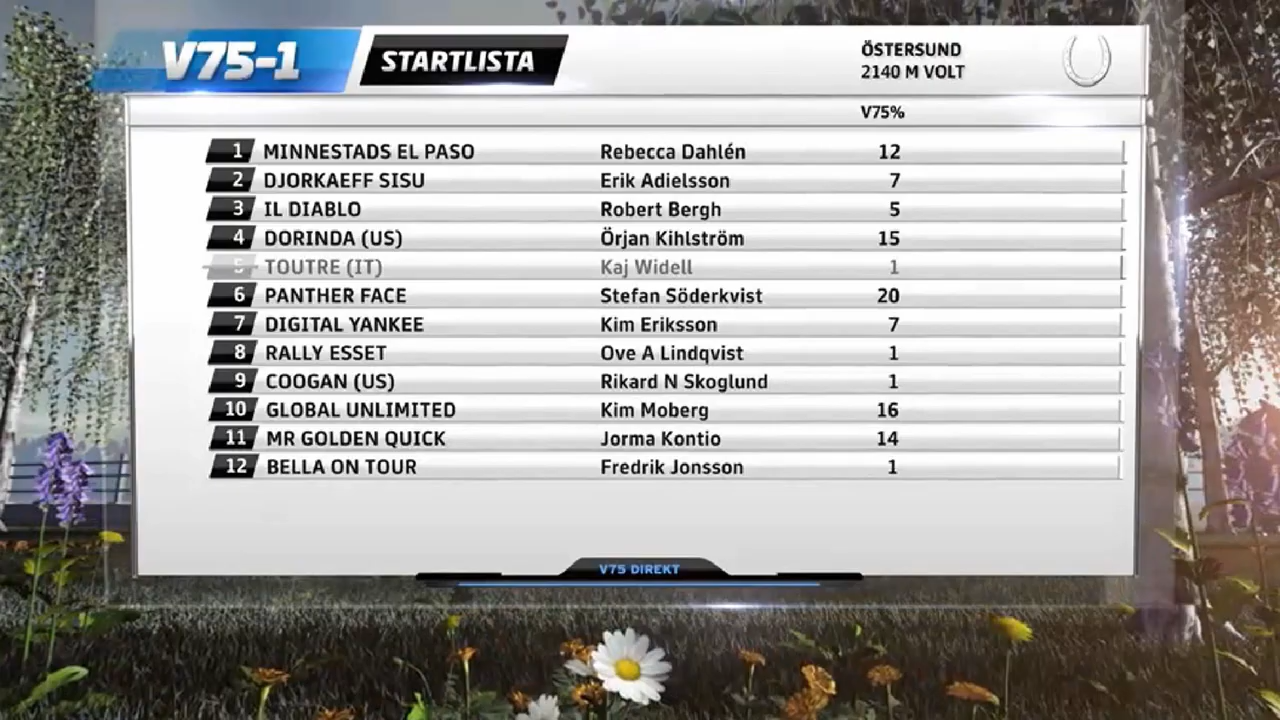 V75-1 STARTLISTA ÖSTERSUND
2140 M VOLT
V75%
1 MINNESTADS EL PASO Rebecca Dahlén 12
2 DJORKAEFF SISU Erik Adielsson 7
3 IL DIABLO Robert Bergh 5
4 DORINDA (US) Örjan Kihlström 15
5 TOUTRE (IT) Kaj Widell 1
6 PANTHER FACE Stefan Söderkvist 20
7 DIGITAL YANKEE Kim Eriksson 7
8 RALLY ESSET Ove A Lindqvist 1
9 COOGAN (US) Rikard N Skoglund 1
10 GLOBAL UNLIMITED Kim Moberg 16
11 MR GOLDEN QUICK Jorma Kontio 14
12 BELLA ON TOUR Fredrik Jonsson 1
V75 DIREKT